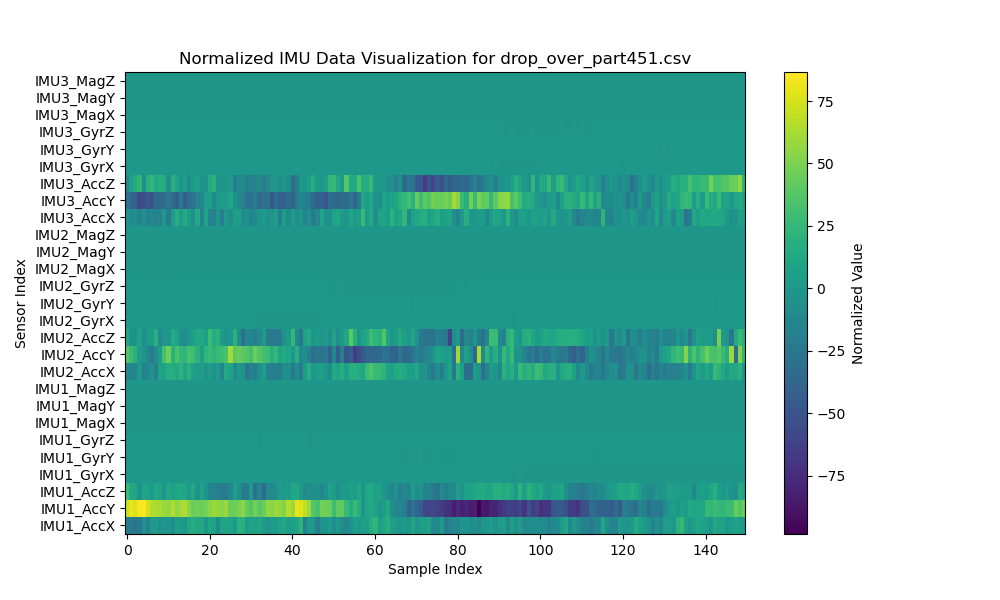 Normalized IMU Data Visualization for drop_over_part451.csv
IMU3_MagZ
IMU3_MagY
IMU3_MagX
IMU3_GyrZ
IMU3_GyrY
IMU3_GyrX
IMU3_AccZ
IMU3_AccY
IMU3_AccX
IMU2_MagZ
IMU2_MagY
IMU2_MagX
IMU2_GyrZ
IMU2_GyrY
IMU2_GyrX
IMU2_AccZ
IMU2_AccY
IMU2_AccX
IMU1_MagZ
IMU1_MagY
IMU1_MagX
IMU1_GyrZ
IMU1_GyrY
IMU1_GyrX
IMU1_AccZ
IMU1_AccY
IMU1_AccX
Sensor Index
0 20 40 60 80 100 120 140
Sample Index
75
50
25
0
−25
−50
−75
Normalized Value